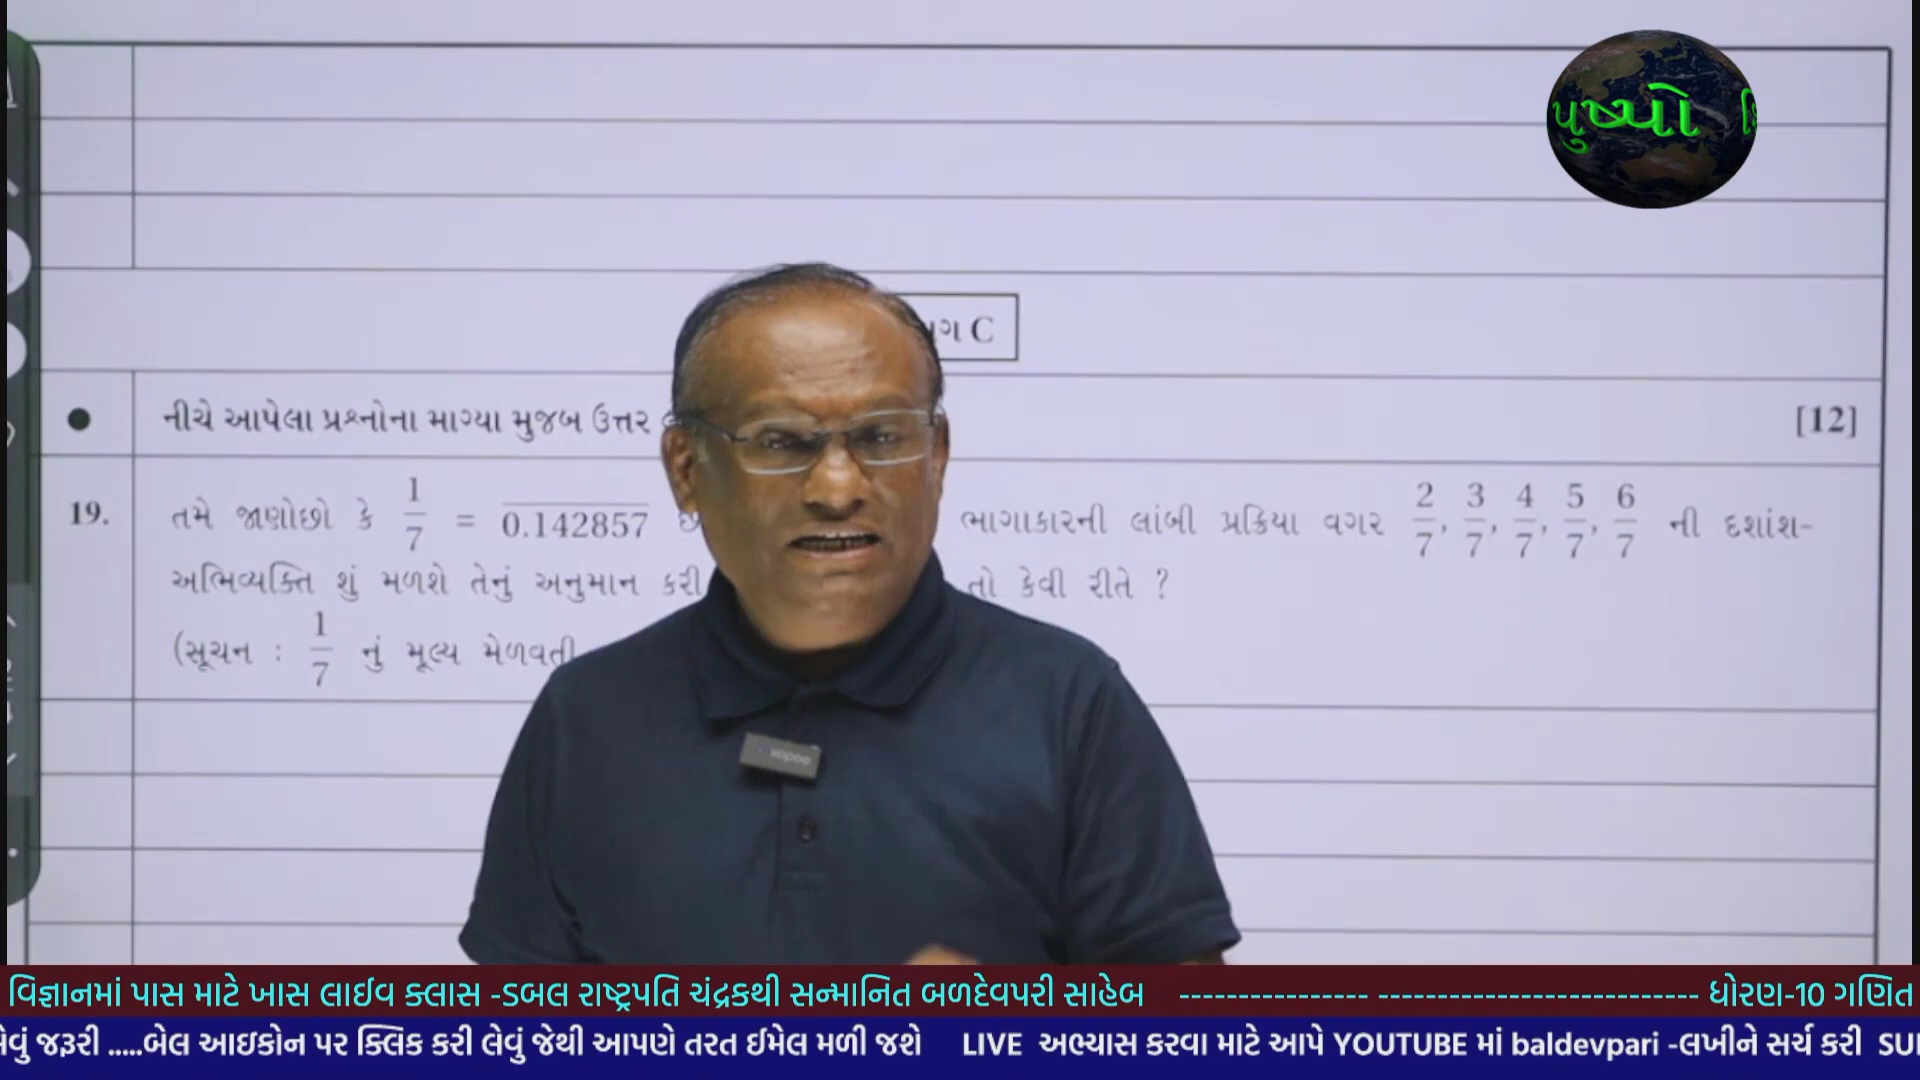 પુષ્પો
ગ C
● નીચે આપેલા પ્રશ્નોના માગ્યા મુજબ ઉત્તર [12]
19. તમે જાણોછો કે 1/7 = 0.142857 ભાગાકારની લાંબી પ્રક્રિયા વગર 2/7, 3/7, 4/7, 5/7, 6/7 ની દશાંશ-
અભિવ્યક્તિ શું મળશે તેનું અનુમાન કરી તો કેવી રીતે ?
(સૂચન : 1/7 નું મૂલ્ય મેળવતી
વિજ્ઞાનમાં પાસ માટે ખાસ લાઈવ ક્લાસ -ડબલ રાષ્ટ્રપતિ ચંદ્રકથી સન્માનિત બળદેવપરી સાહેબ ---------------- --------------------------- ધોરણ-10 ગણિત
જરૂરી .....બેલ આઇકોન પર ક્લિક કરી લેવું જેથી આપણે તરત ઈમેલ મળી જશે LIVE અભ્યાસ કરવા માટે આપે YOUTUBE માં baldevpari -લખીને સર્ચ કરી